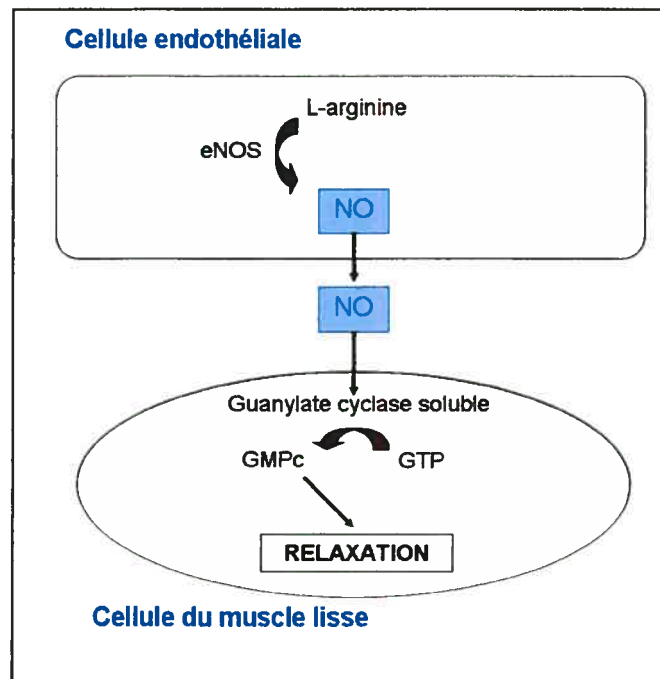 Cellule endothéliale
L-arginine
eNOS
NO
NO
Guanylate cyclase soluble
GMPc GTP
RELAXATION
Cellule du muscle lisse